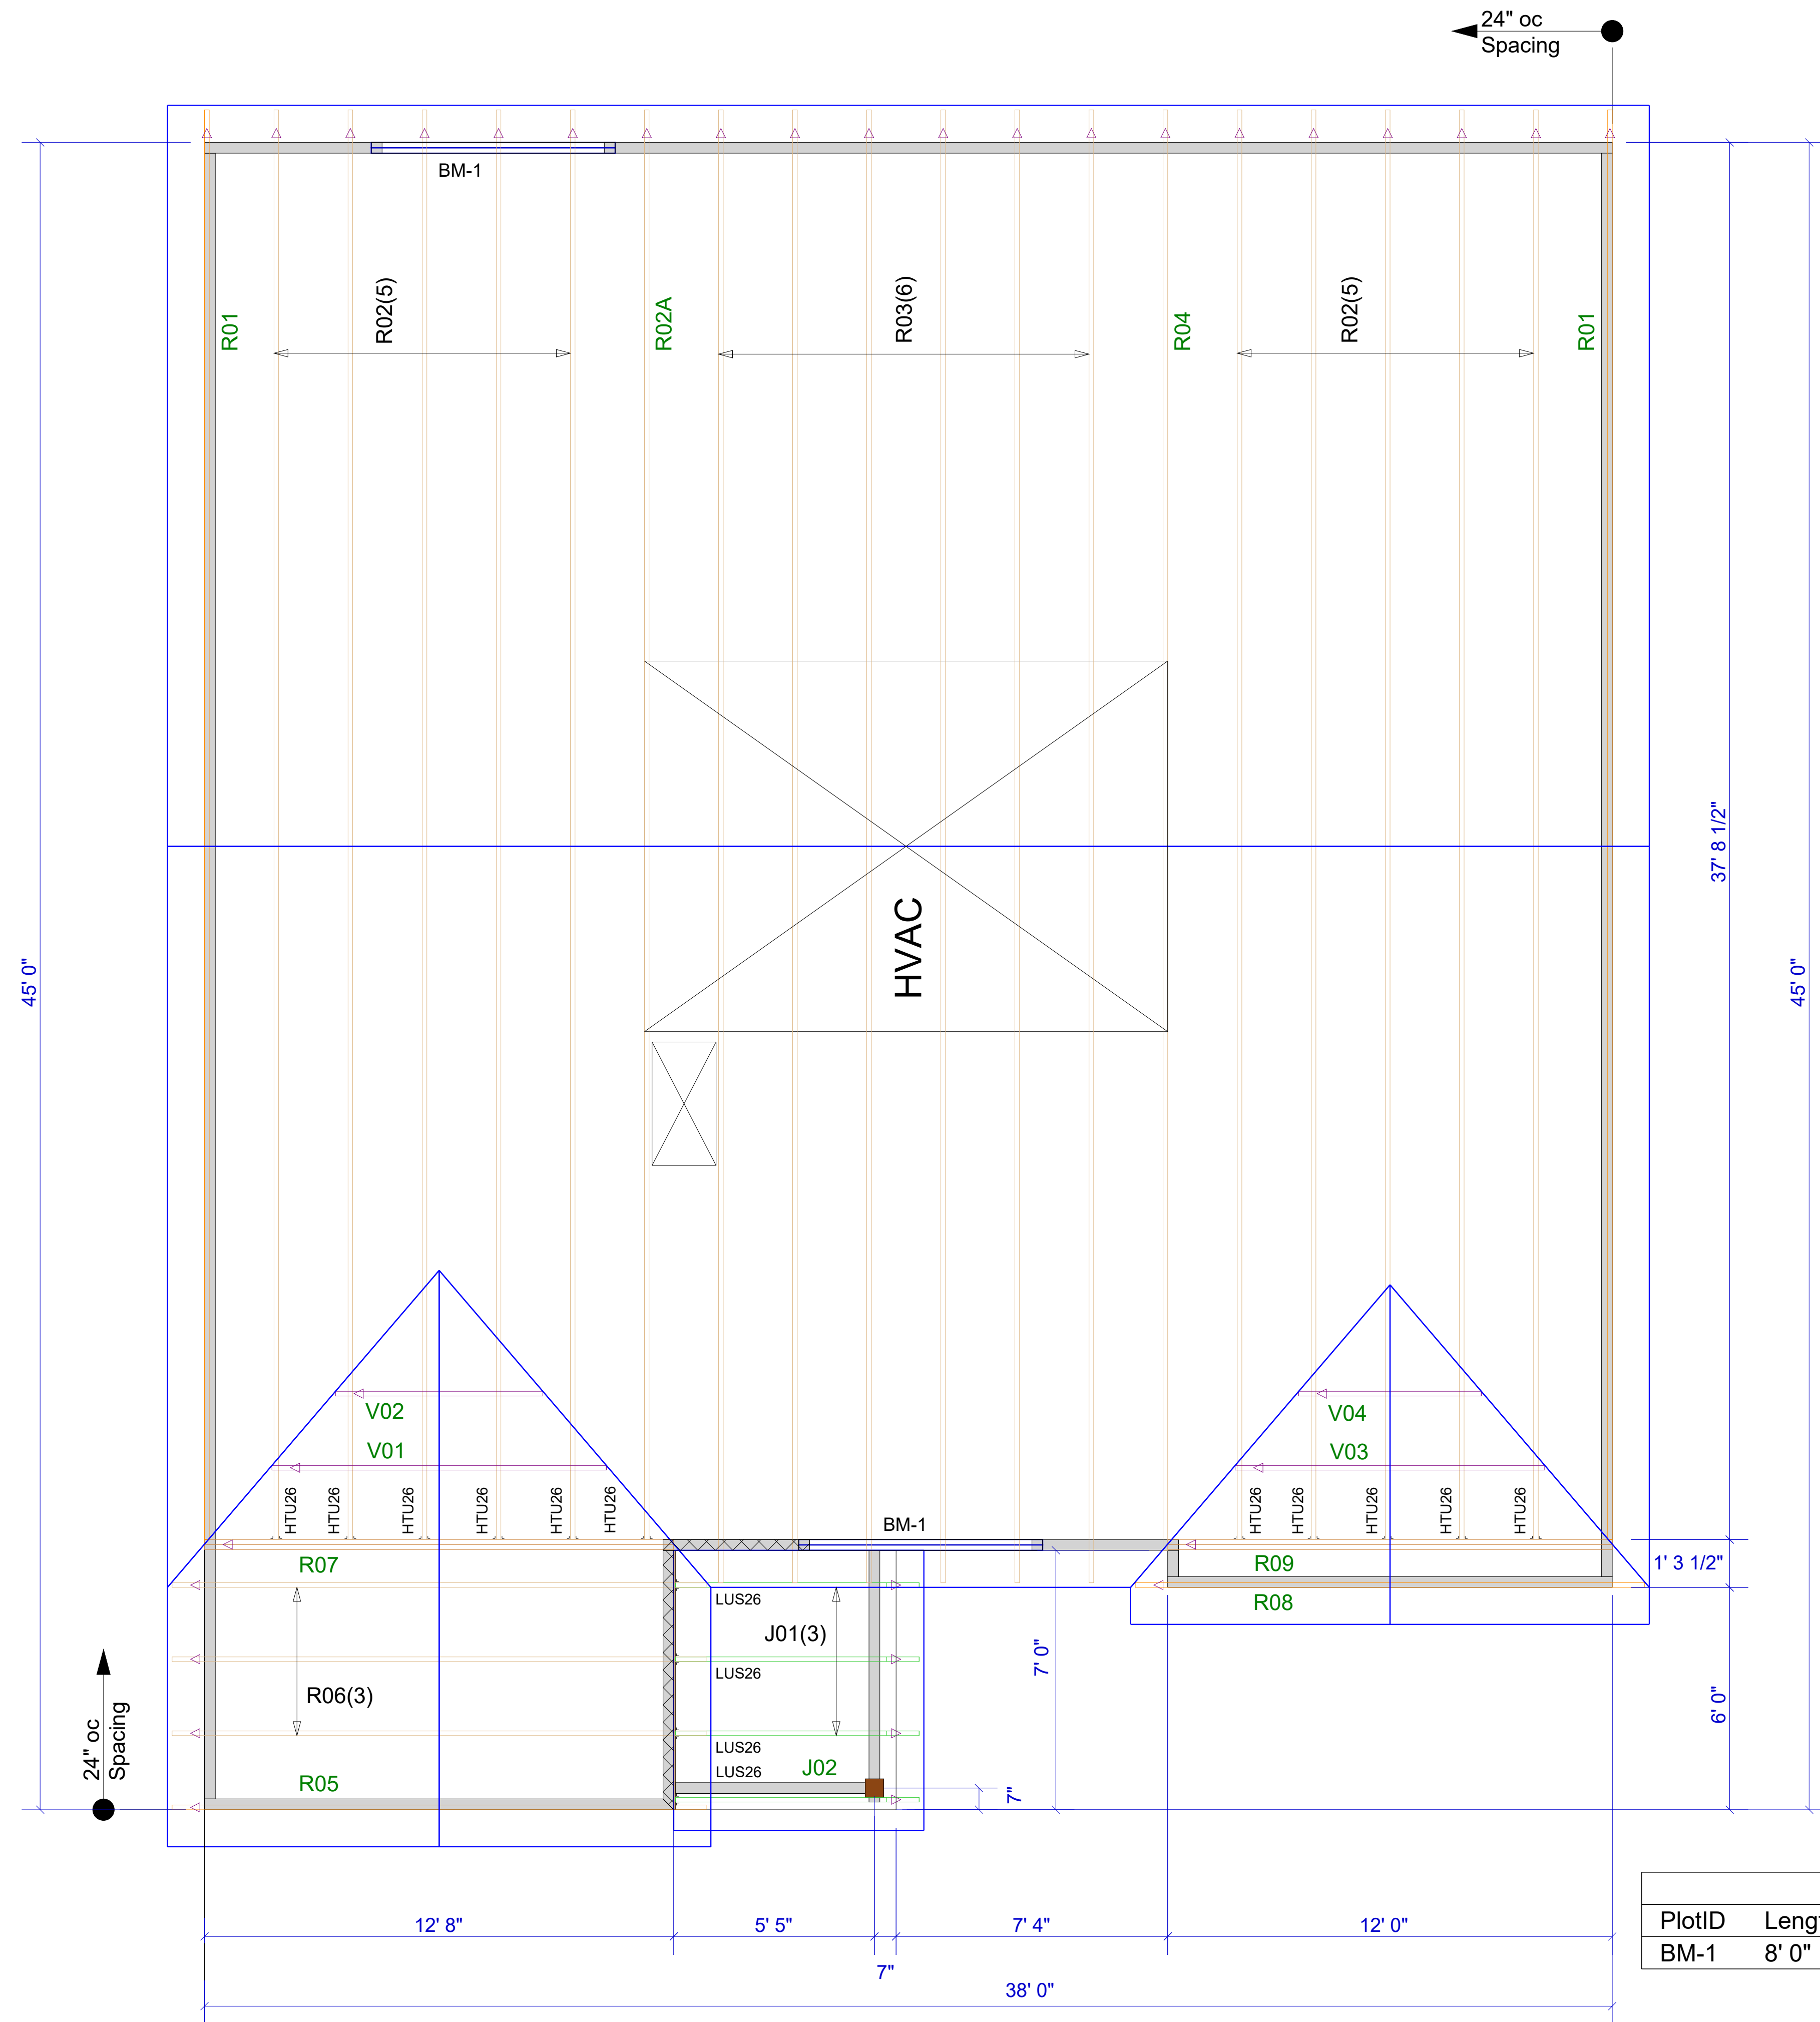 24" oc
Spacing
BM-1
R01
R02(5)
R02A
R03(6)
R04
R02(5)
R01
37' 8 1/2"
HVAC
45' 0"
45' 0"
V02
V04
V01
V03
HTU26
HTU26
HTU26
HTU26
HTU26
HTU26
HTU26
HTU26
HTU26
HTU26
HTU26
BM-1
R07
R09
1' 3 1/2"
LUS26
R08
J01(3)
7' 0"
LUS26
R06(3)
6' 0"
24" oc
Spacing
LUS26
LUS26
J02
R05
7"
12' 8"
5' 5"
7' 4"
12' 0"
PlotID
BM-1 8' 0"
7"
38' 0"